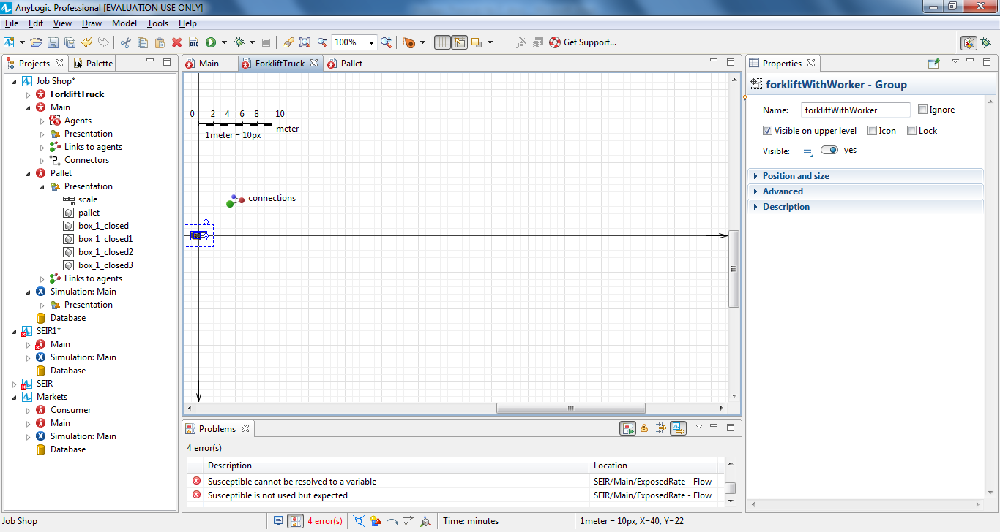 AnyLogic Professional [EVALUATION USE ONLY]
File Edit View Draw Model Tools Help
100% Get Support...
Projects Palette
Job Shop*
ForkliftTruck
Main
Agents
Presentation
Links to agents
Connectors
Pallet
Presentation
scale
pallet
box_1_closed
box_1_closed1
box_1_closed2
box_1_closed3
Links to agents
Simulation: Main
Presentation
Database
SEIR1*
Main
Simulation: Main
Database
SEIR
Markets
Consumer
Main
Simulation: Main
Database
Main ForkliftTruck Pallet
0 2 4 6 8 10
meter
1meter = 10px
connections
Problems
4 error(s)
Description Location
Susceptible cannot be resolved to a variable SEIR/Main/ExposedRate - Flow
Susceptible is not used but expected SEIR/Main/ExposedRate - Flow
Properties
forkliftWithWorker - Group
Name: forkliftWithWorker Ignore
Visible on upper level Icon Lock
Visible: = yes
Position and size
Advanced
Description
Job Shop 4 error(s) Time: minutes 1meter = 10px, X=40, Y=22